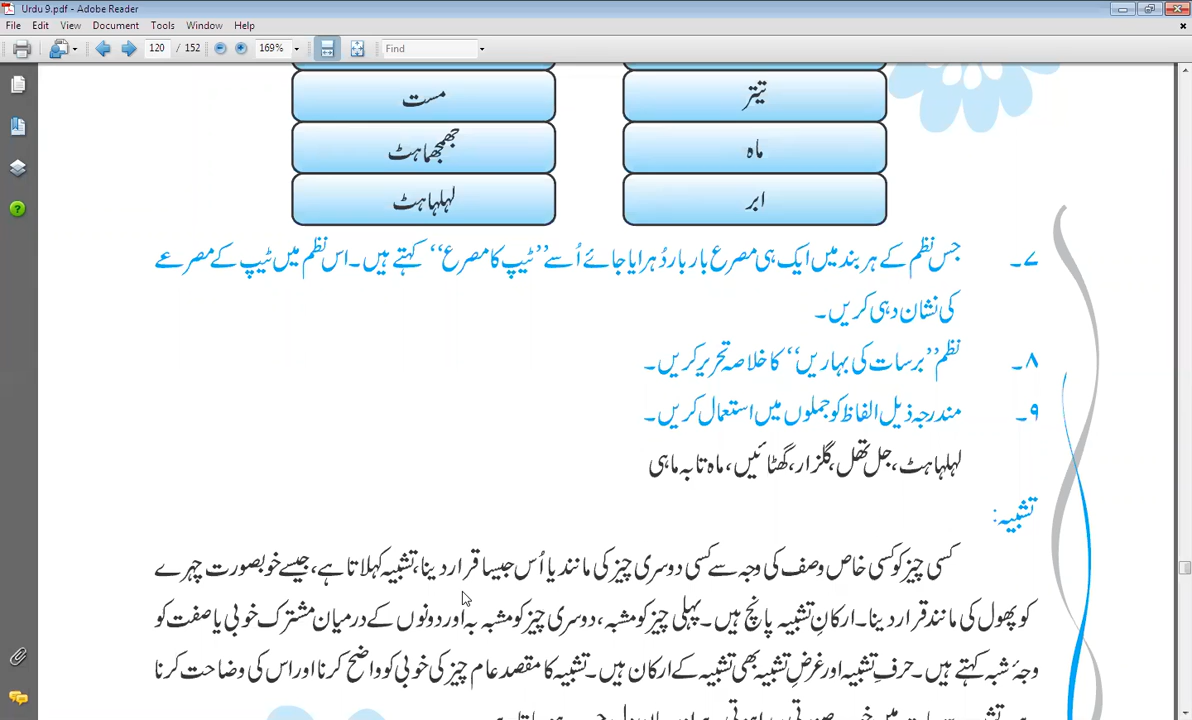 Urdu 9.pdf - Adobe Reader
File Edit View Document Tools Window Help
120 / 152 169% Find
تیتر
مست
ماہ
جھمجھماہٹ
ابر
لہلہاہٹ
۷۔ جس نظم کے ہر بند میں ایک ہی مصرع بار بار دُہرایا جائے اُسے ‘‘ٹیپ کا مصرع’’ کہتے ہیں۔ اس نظم میں ٹیپ کے مصرعے
کی نشان دہی کریں۔
۸۔ نظم ‘‘برسات کی بہاریں’’ کا خلاصہ تحریر کریں۔
۹۔ مندرجہ ذیل الفاظ کو جملوں میں استعمال کریں۔
لہلہاہٹ، جل تھل، گلزار، گھٹائیں، ماہ تابہ ماہی
تشبیہ:
کسی چیز کو کسی خاص وصف کی وجہ سے کسی دوسری چیز کی مانند یا اُس جیسا قرار دینا، تشبیہ کہلاتا ہے، جیسے خوبصورت چہرے
کو پھول کی مانند قرار دینا۔ ارکانِ تشبیہ پانچ ہیں۔ پہلی چیز کو مشبہ، دوسری چیز کو مشبہ بہ اور دونوں کے درمیان مشترک خوبی یا صفت کو
وجۂ شبہ کہتے ہیں۔ حرفِ تشبیہ اور غرضِ تشبیہ بھی تشبیہ کے ارکان ہیں۔ تشبیہ کا مقصد عام چیز کی خوبی کو واضح کرنا اور اس کی وضاحت کرنا